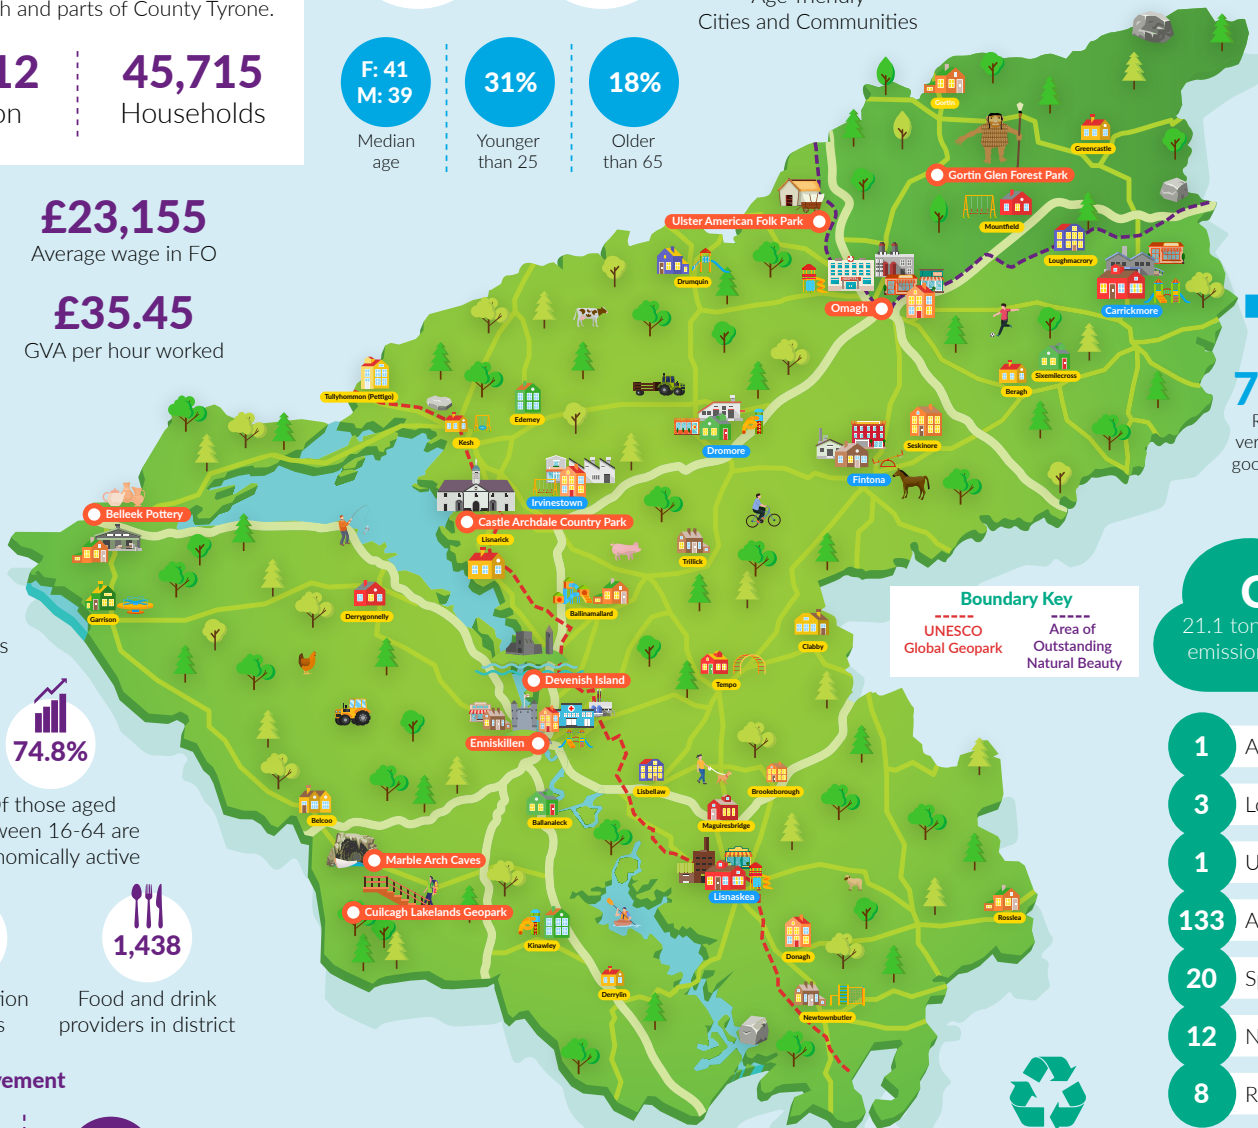 h and parts of County Tyrone.
12
on
45,715
Households
Cities and Communities
F: 41
M: 39
Median
age
31%
Younger
than 25
18%
Older
than 65
£23,155
Average wage in FO
£35.45
GVA per hour worked
Gortin
Greencastle
Gortin Glen Forest Park
Ulster American Folk Park
Mountfield
Loughmacrory
Drumquin
Omagh
Carrickmore
Sixemilecross
Beragh
Tullyhommon (Pettigo)
Ederney
Kesh
Dromore
Seskinore
Fintona
Irvinestown
Belleek Pottery
Castle Archdale Country Park
Lisnarick
Trillick
Garrison
Derrygonnelly
Ballinamallard
Clabby
Boundary Key
UNESCO
Global Geopark
Area of
Outstanding
Natural Beauty
Devenish Island
Tempo
Enniskillen
Lisbellaw
Brookeborough
Belcoo
Ballanaleck
Maguiresbridge
Marble Arch Caves
Lisnaskea
Cuilcagh Lakelands Geopark
Rosslea
Kinawley
Donagh
Derrylin
Newtownbutler
s
74.8%
of those aged
ween 16-64 are
nomically active
1,438
Food and drink
providers in district
ion
s
vement
7
R
ver
goo
21.1 ton
emission
1
A
3
Lo
1
U
133
A
20
S
12
N
8
R